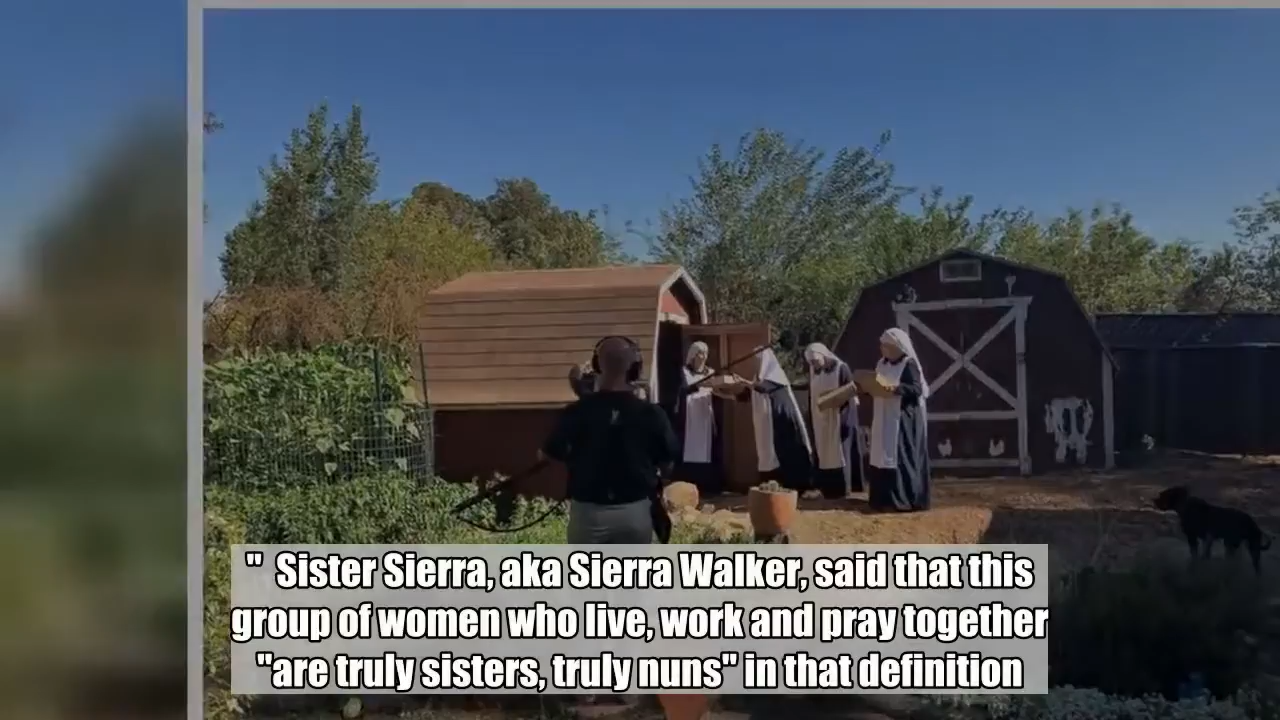 " Sister Sierra, aka Sierra Walker, said that this
group of women who live, work and pray together
"are truly sisters, truly nuns" in that definition